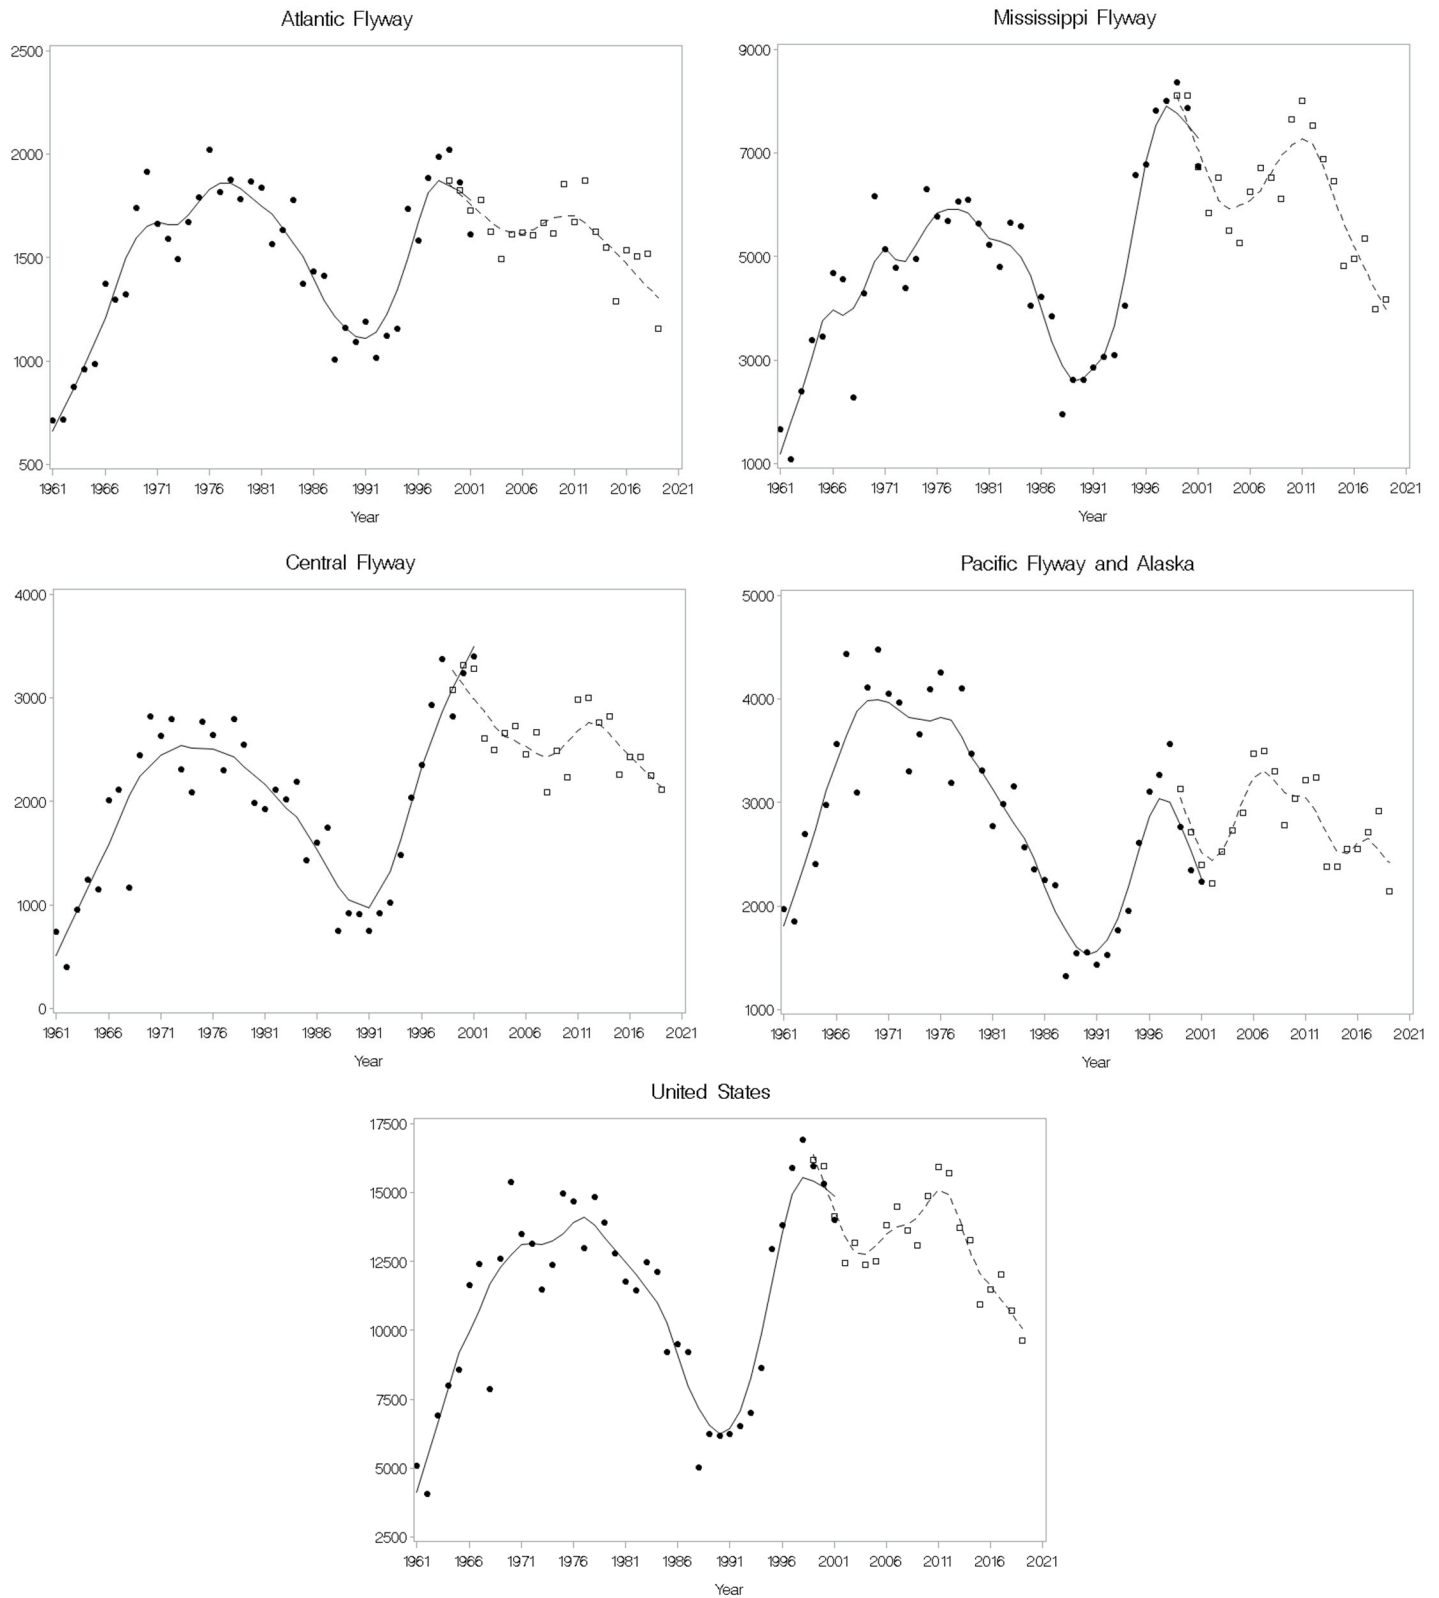 Atlantic Flyway
2500
2000
1500
1000
500
1961 1966 1971 1976 1981 1986 1991 1996 2001 2006 2011 2016 2021
Year
Mississippi Flyway
9000
7000
5000
3000
1000
1961 1966 1971 1976 1981 1986 1991 1996 2001 2006 2011 2016 2021
Year
Central Flyway
4000
3000
2000
1000
0
1961 1966 1971 1976 1981 1986 1991 1996 2001 2006 2011 2016 2021
Year
Pacific Flyway and Alaska
5000
4000
3000
2000
1000
1961 1966 1971 1976 1981 1986 1991 1996 2001 2006 2011 2016 2021
Year
United States
17500
15000
12500
10000
7500
5000
2500
1961 1966 1971 1976 1981 1986 1991 1996 2001 2006 2011 2016 2021
Year